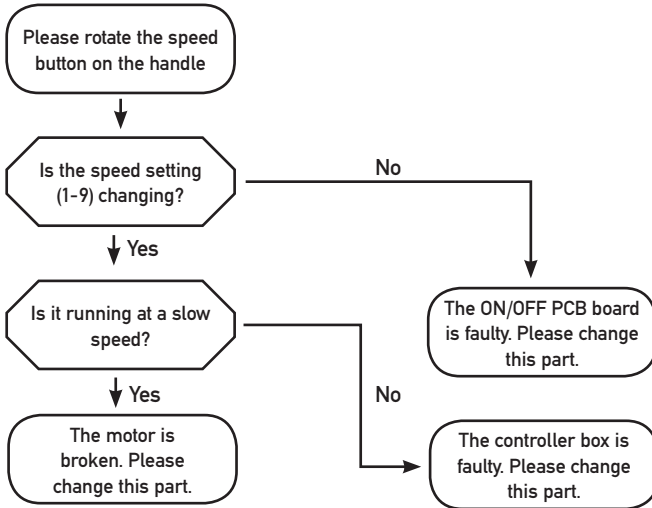 Please rotate the speed
button on the handle
Is the speed setting
(1-9) changing?
No
Yes
Is it running at a slow
speed?
The ON/OFF PCB board
is faulty. Please change
this part.
Yes
No
The motor is
broken. Please
change this part.
The controller box is
faulty. Please change
this part.